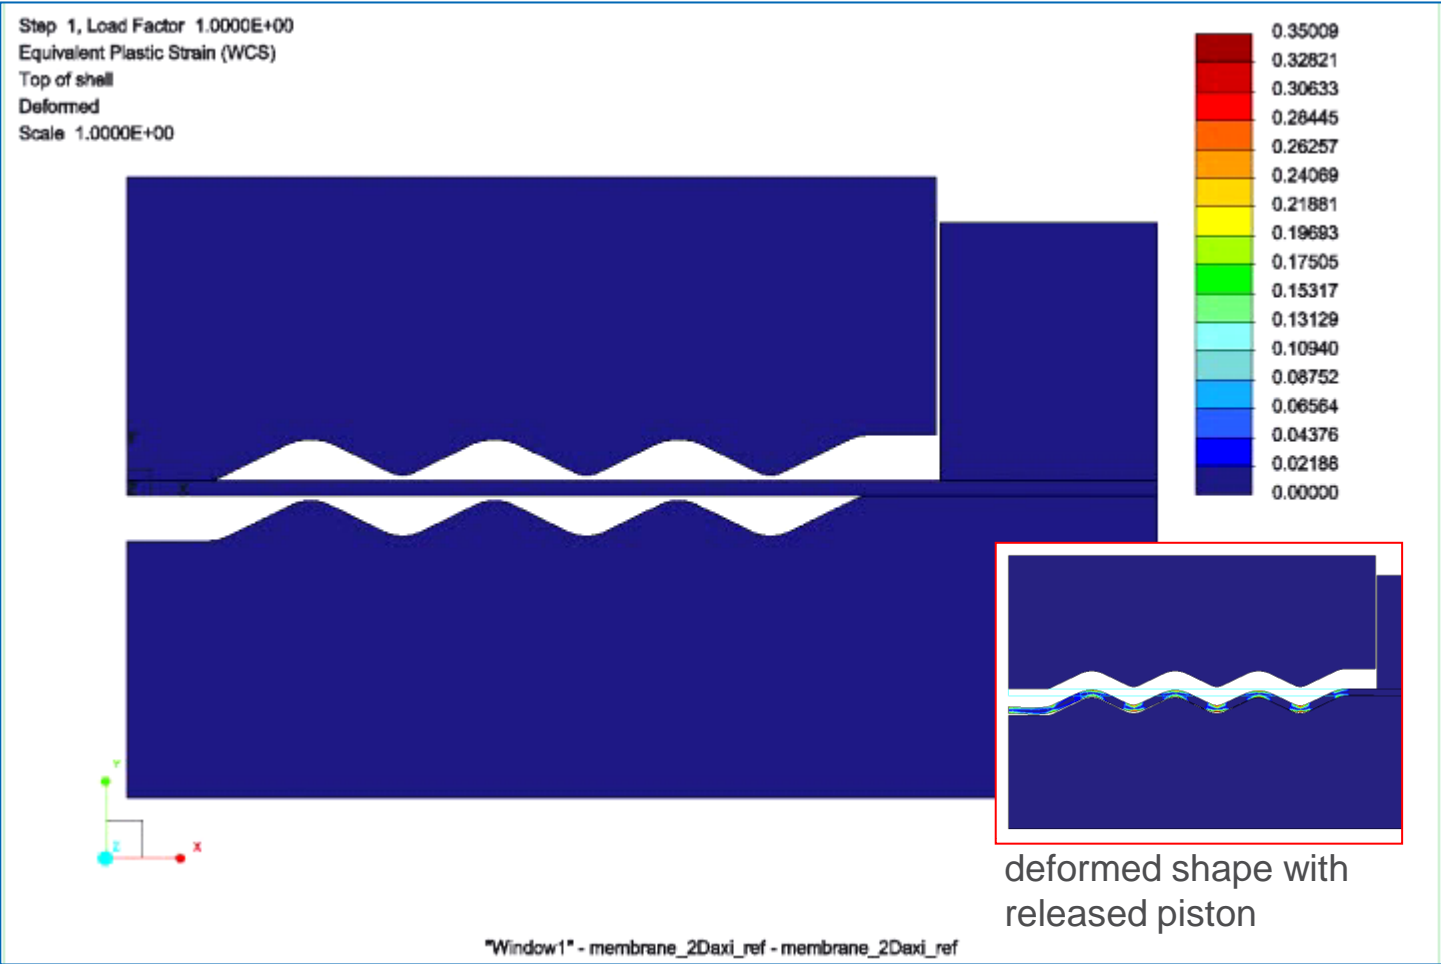 Step 1, Load Factor 1.0000E+00
Equivalent Plastic Strain (WCS)
Top of shell
Deformed
Scale 1.0000E+00
0.35009
0.32821
0.30633
0.28445
0.26257
0.24069
0.21881
0.19693
0.17505
0.15317
0.13129
0.10940
0.08752
0.06564
0.04376
0.02188
0.00000
Y
Z
X
deformed shape with
released piston
"Window1" - membrane_2Daxi_ref - membrane_2Daxi_ref